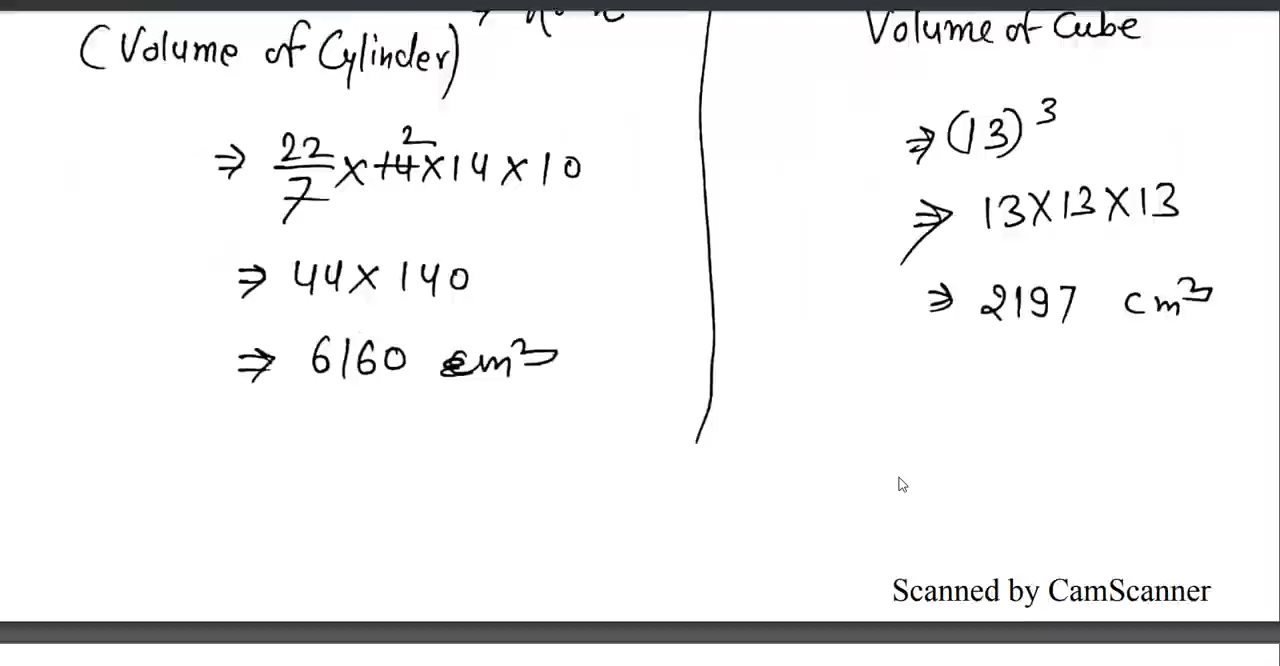 (Volume of Cylinder)
⇒ 22/7 × 14 × 14 × 10
2
⇒ 44 × 140
⇒ 6160 cm³
Volume of Cube
⇒ (13)³
⇒ 13 × 13 × 13
⇒ 2197 cm³
Scanned by CamScanner